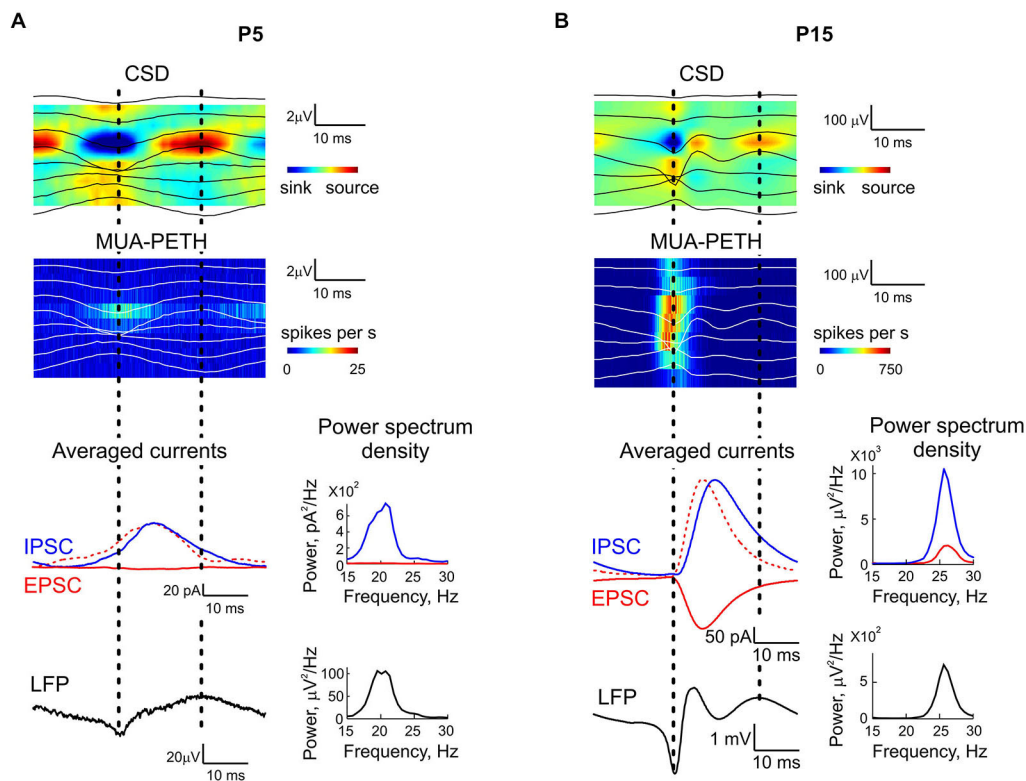 A
P5
CSD
2μV
10 ms
sink source
MUA-PETH
2μV
10 ms
spikes per s
0 25
Averaged currents
IPSC
EPSC
20 pA
10 ms
Power spectrum
density
X10²
Power, pA²/Hz
6
4
2
0
15 20 25 30
Frequency, Hz
LFP
20μV
10 ms
Power, μV²/Hz
100
50
0
15 20 25 30
Frequency, Hz
B
P15
CSD
100 μV
10 ms
sink source
MUA-PETH
100 μV
10 ms
spikes per s
0 750
Averaged currents
IPSC
EPSC
50 pA
10 ms
Power spectrum
density
X10³
Power, μV²/Hz
10
5
0
15 20 25 30
Frequency, Hz
LFP
1 mV
10 ms
X10²
Power, μV²/Hz
5
0
15 20 25 30
Frequency, Hz